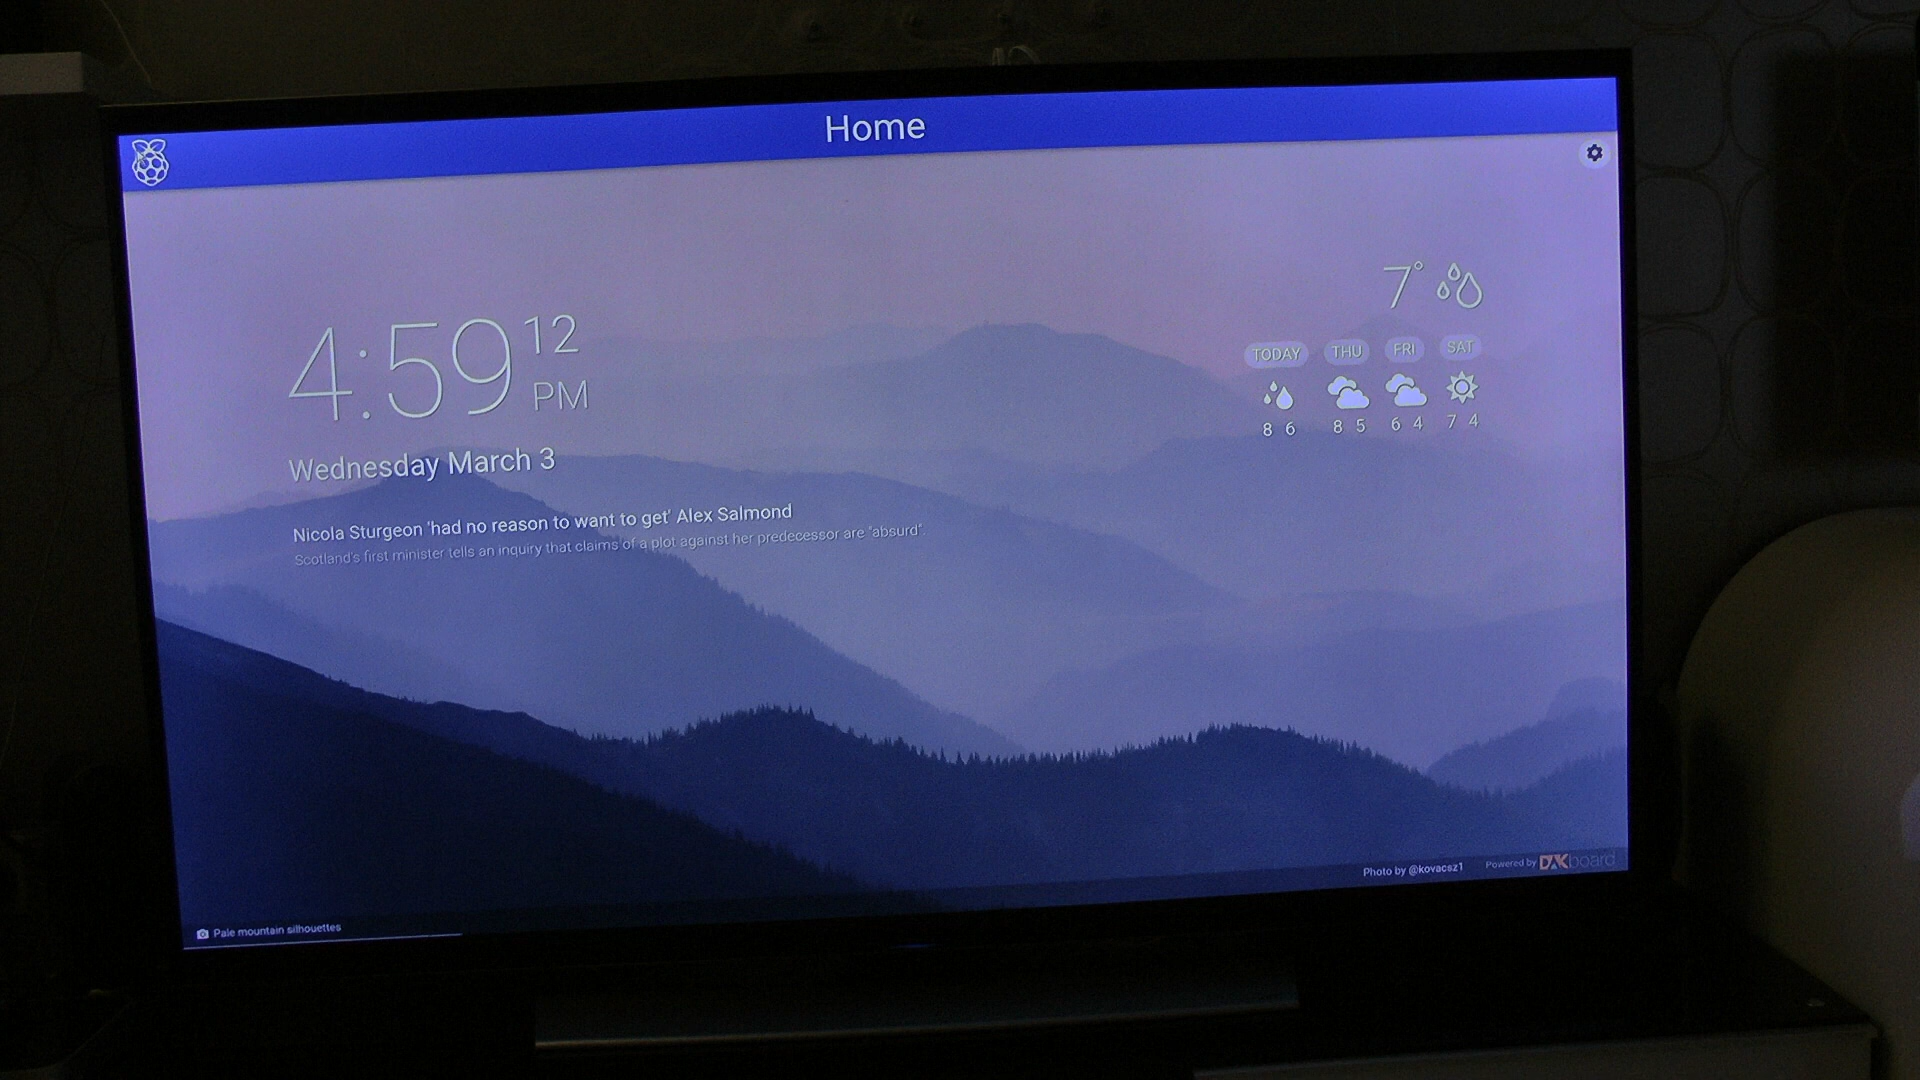 Home
4:59 12
PM
Wednesday March 3
Nicola Sturgeon 'had no reason to want to get' Alex Salmond
Scotland's first minister tells an inquiry that claims of a plot against her predecessor are "absurd".
7°
TODAY THU FRI SAT
8 6 8 5 6 4 7 4
Pale mountain silhouettes
Photo by @kovacsz1 Powered by DAKboard